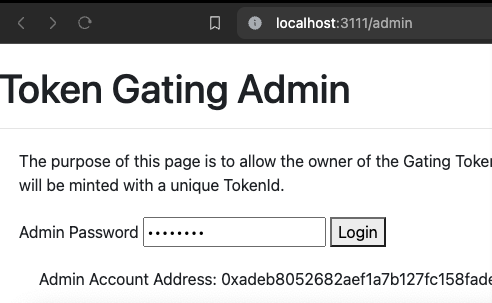 localhost:3111/admin
Token Gating Admin
The purpose of this page is to allow the owner of the Gating
will be minted with a unique TokenId.
Admin Password •••••••• Login
Admin Account Address: 0xadeb8052682aef1a7b127fc158fade